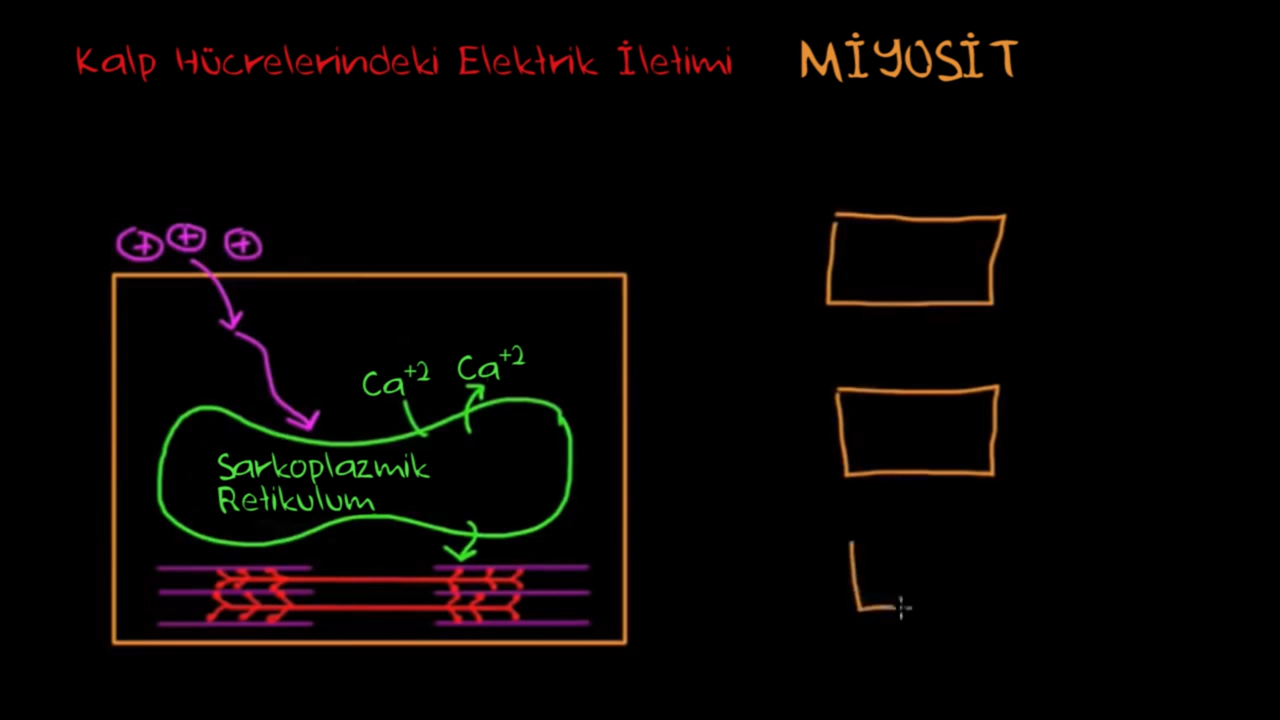 Kalp Hücrelerindeki Elektrik İletimi MİYOSİT
+ + +
Ca+2 Ca+2
Sarkoplazmik
Retikulum